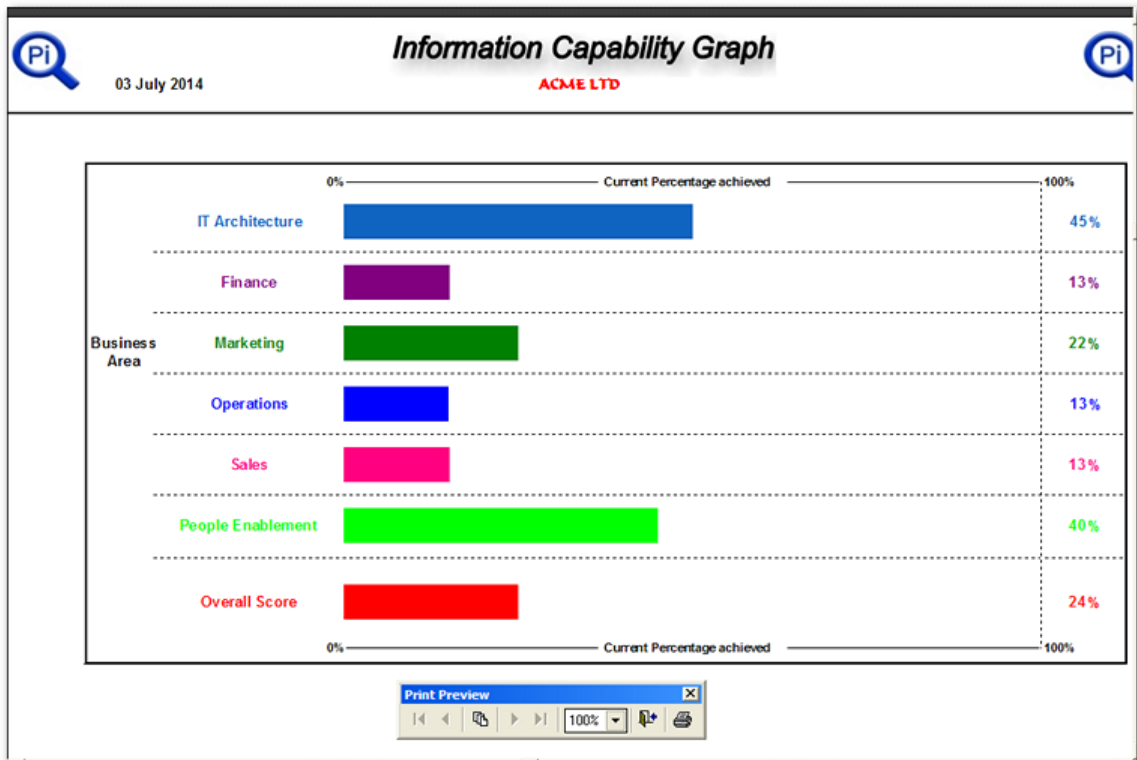 Pi
Information Capability Graph
Pi
03 July 2014
ACME LTD
0% Current Percentage achieved 100%
IT Architecture 45%
Finance 13%
Business
Area
Marketing 22%
Operations 13%
Sales 13%
People Enablement 40%
Overall Score 24%
0% Current Percentage achieved 100%
Print Preview
100%